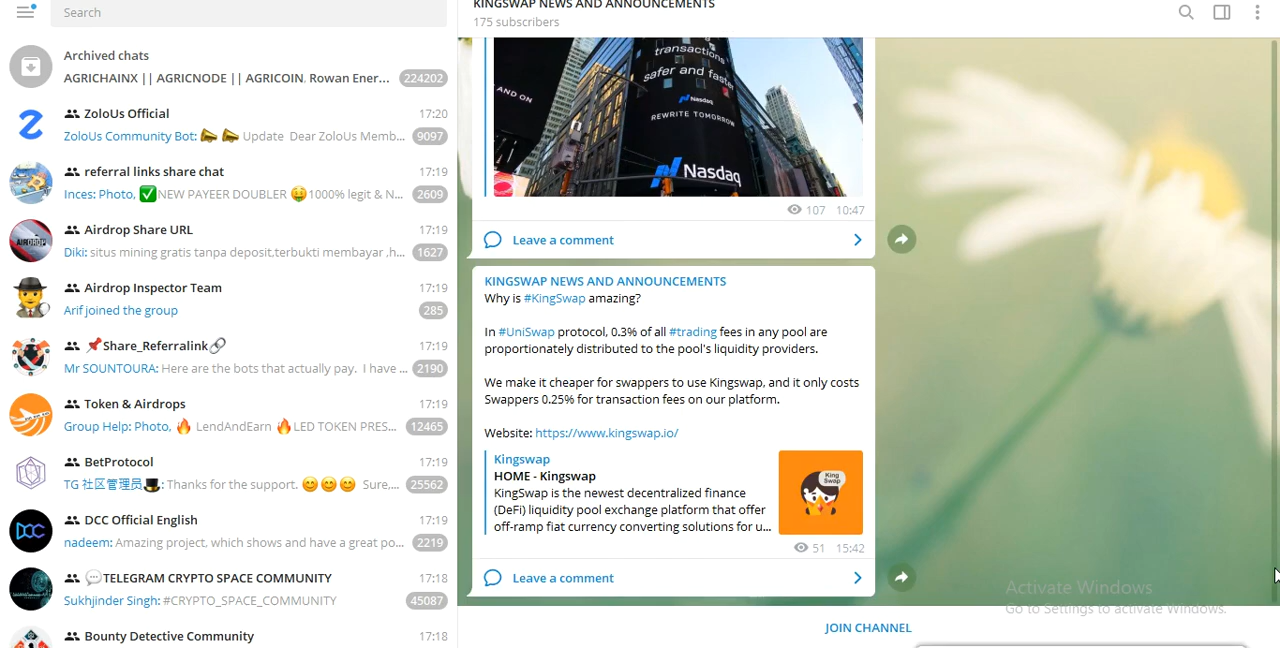 Search
Archived chats
AGRICHAINX || AGRICNODE || AGRICOIN, Rowan Ener...
224202
ZoloUs Official
17:20
ZoloUs Community Bot: 📣 📣 Update Dear ZoloUs Memb...
9097
referral links share chat
17:19
Inces: Photo, ✅NEW PAYEER DOUBLER 🤑1000% legit & N...
2609
Airdrop Share URL
17:19
Diki: situs mining gratis tanpa deposit,terbukti membayar ,h...
1627
Airdrop Inspector Team
17:19
Arif joined the group
285
📌Share_Referralink🔗
17:19
Mr SOUNTOURA: Here are the bots that actually pay. I have ...
2190
Token & Airdrops
17:19
Group Help: Photo, 🔥 LendAndEarn 🔥LED TOKEN PRES...
12465
BetProtocol
17:19
TG 社区管理员🎩: Thanks for the support. 😊😊😊 Sure,...
25562
DCC Official English
17:19
nadeem: Amazing project, which shows and have a great po...
2219
💬TELEGRAM CRYPTO SPACE COMMUNITY
17:18
Sukhjinder Singh: #CRYPTO_SPACE_COMMUNITY
45087
Bounty Detective Community
17:18
KINGSWAP NEWS AND ANNOUNCEMENTS
175 subscribers
transactions
safer and faster
AND ON
Nasdaq
REWRITE TOMORROW
Nasdaq
107 10:47
Leave a comment
KINGSWAP NEWS AND ANNOUNCEMENTS
Why is #KingSwap amazing?
In #UniSwap protocol, 0.3% of all #trading fees in any pool are
proportionately distributed to the pool's liquidity providers.
We make it cheaper for swappers to use Kingswap, and it only costs
Swappers 0.25% for transaction fees on our platform.
Website: https://www.kingswap.io/
Kingswap
HOME - Kingswap
KingSwap is the newest decentralized finance
(DeFi) liquidity pool exchange platform that offer
off-ramp fiat currency converting solutions for u...
King
Swap
51 15:42
Leave a comment
Activate Windows
Go to Settings to activate Windows.
JOIN CHANNEL